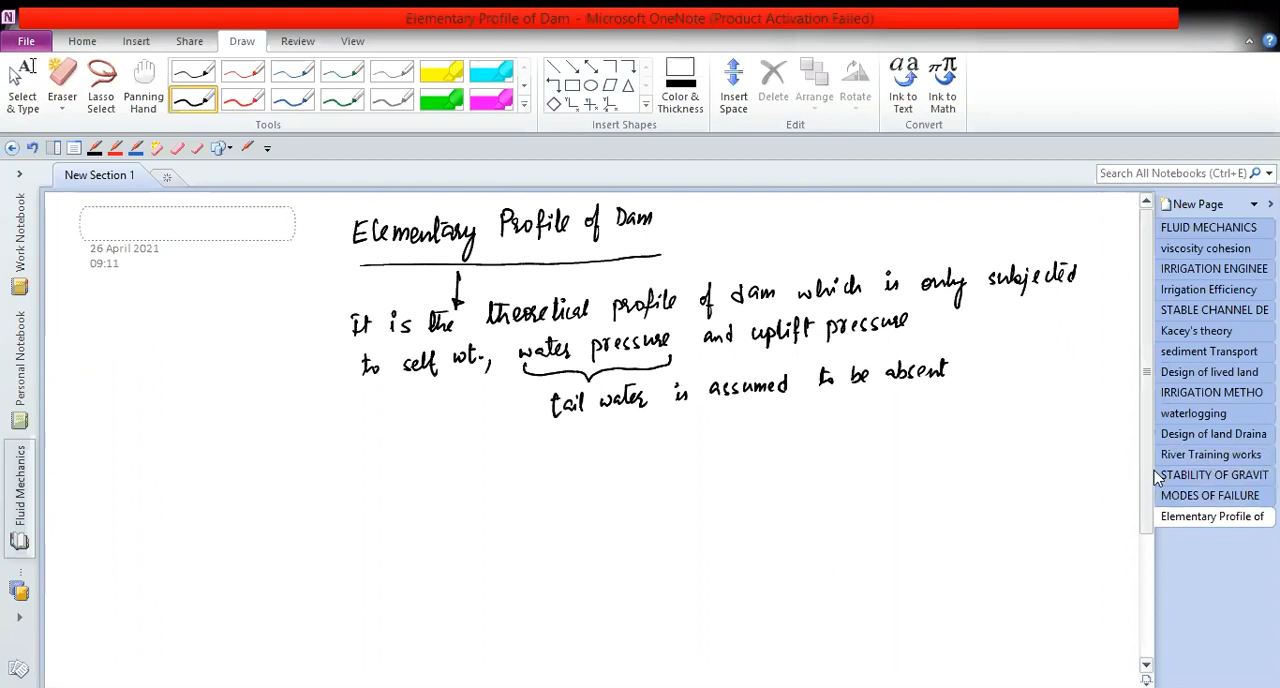 Elementary Profile of Dam - Microsoft OneNote (Product Activation Failed)
File Home Insert Share Draw Review View
Select & Type
Eraser
Lasso Select
Panning Hand
Color & Thickness
Insert Space
Delete
Arrange
Rotate
Ink to Text
Ink to Math
Tools
Insert Shapes
Edit
Convert
New Section 1
Search All Notebooks (Ctrl+E)
Work Notebook
Personal Notebook
Fluid Mechanics
26 April 2021
09:11
Elementary Profile of Dam
it is the theoretical profile of dam which is only subjected
to self wt., water pressure and uplift pressure
tail water is assumed to be absent
New Page
FLUID MECHANICS
viscosity cohesion
IRRIGATION ENGINEE
Irrigation Efficiency
STABLE CHANNEL DE
Kacey's theory
sediment Transport
Design of lived land
IRRIGATION METHO
waterlogging
Design of land Draina
River Training works
STABILITY OF GRAVIT
MODES OF FAILURE
Elementary Profile of